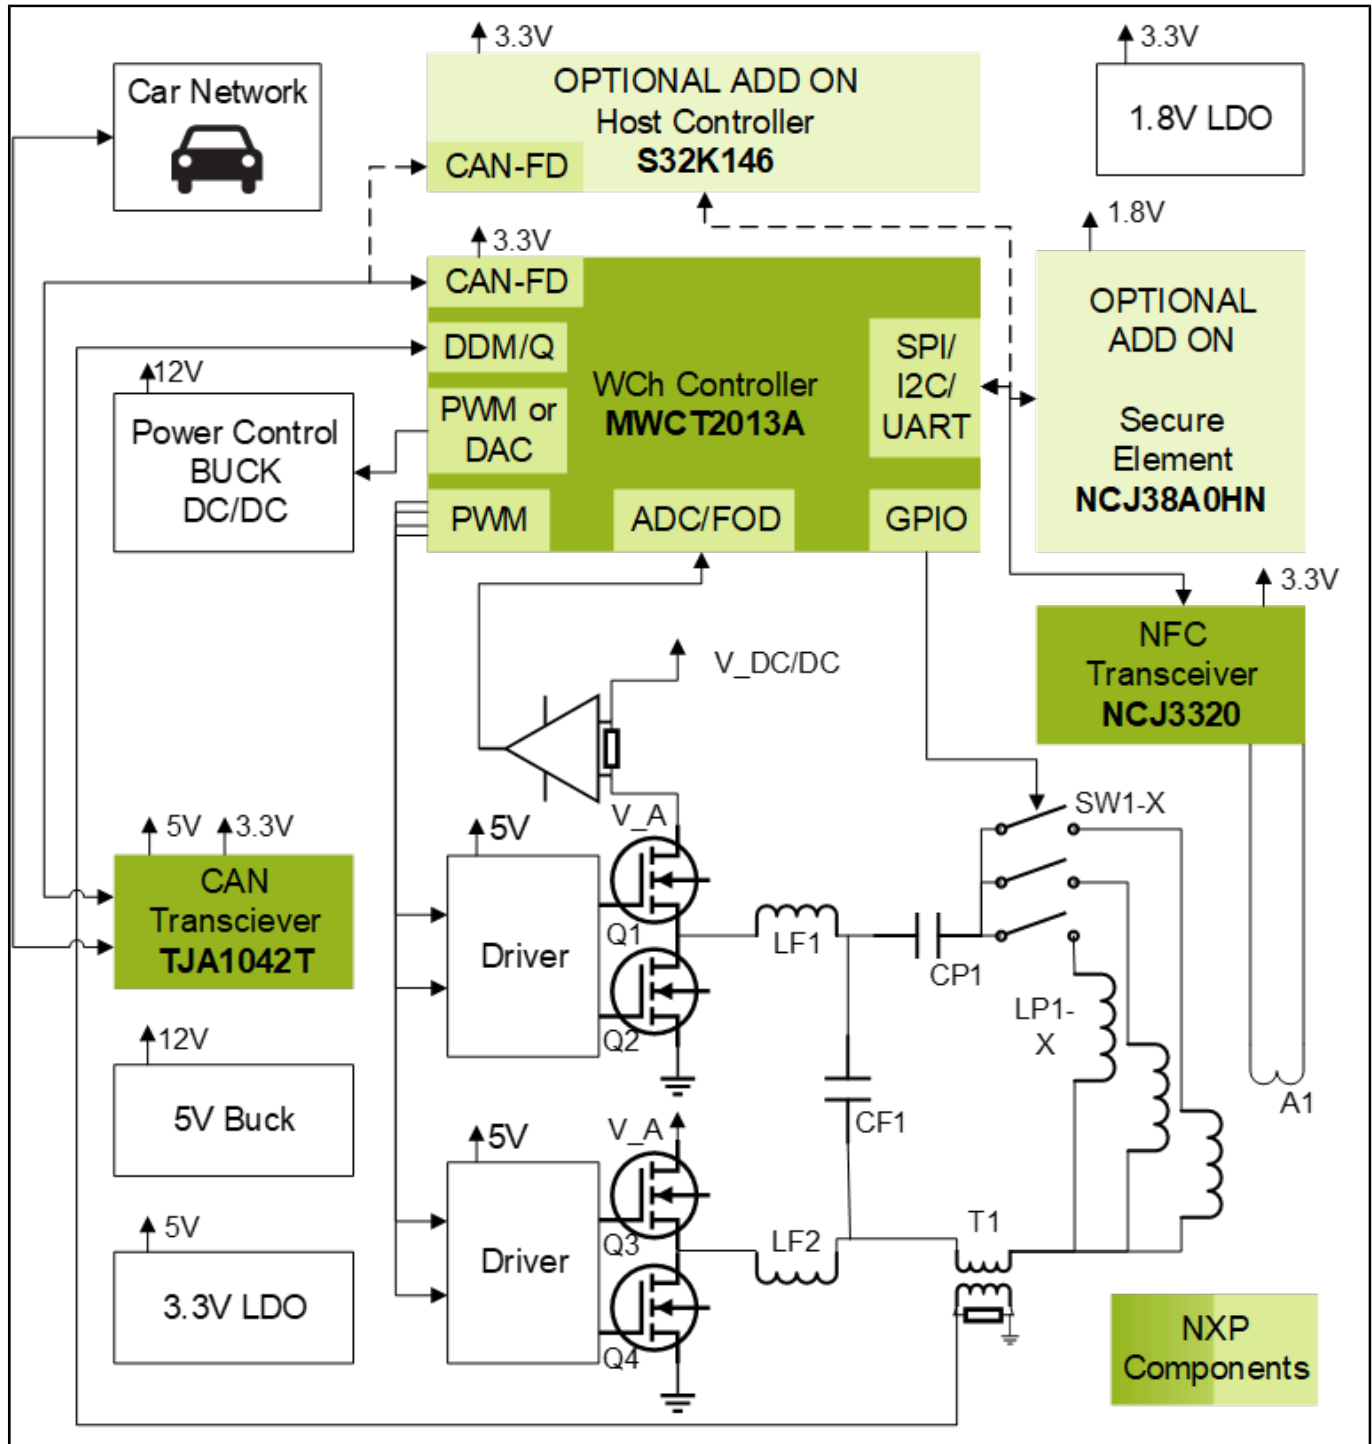 3.3V
OPTIONAL ADD ON
Host Controller
S32K146
CAN-FD
Car Network
3.3V
1.8V LDO
3.3V
CAN-FD
DDM/Q
PWM or
DAC
PWM
WCh Controller
MWCT2013A
ADC/FOD
SPI/
I2C/
UART
GPIO
1.8V
OPTIONAL
ADD ON
Secure
Element
NCJ38A0HN
12V
Power Control
BUCK
DC/DC
3.3V
NFC
Transceiver
NCJ3320
V_DC/DC
SW1-X
5V
3.3V
CAN
Transciever
TJA1042T
5V
Driver
V_A
Q1
Q2
LF1
CP1
LP1-
X
A1
12V
5V Buck
CF1
5V
Driver
V_A
Q3
Q4
LF2
T1
5V
3.3V LDO
NXP
Components